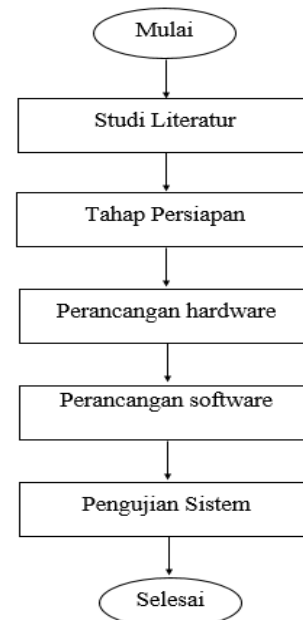 Mulai
Studi Literatur
Tahap Persiapan
Perancangan hardware
Perancangan software
Pengujian Sistem
Selesai